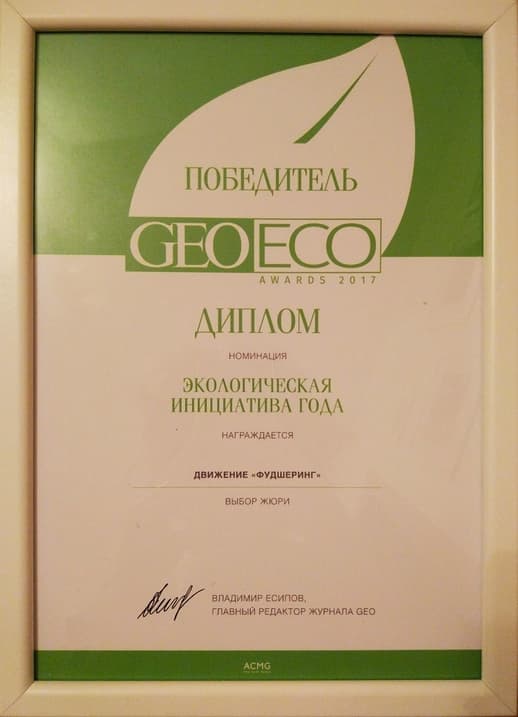 ПОБЕДИТЕЛЬ
GEO ECO
AWARDS 2017
ДИПЛОМ
НОМИНАЦИЯ
ЭКОЛОГИЧЕСКАЯ
ИНИЦИАТИВА ГОДА
НАГРАЖДАЕТСЯ
ДВИЖЕНИЕ «ФУДШЕРИНГ»
ВЫБОР ЖЮРИ
ВЛАДИМИР ЕСИПОВ,
ГЛАВНЫЙ РЕДАКТОР ЖУРНАЛА GEO
ACMG